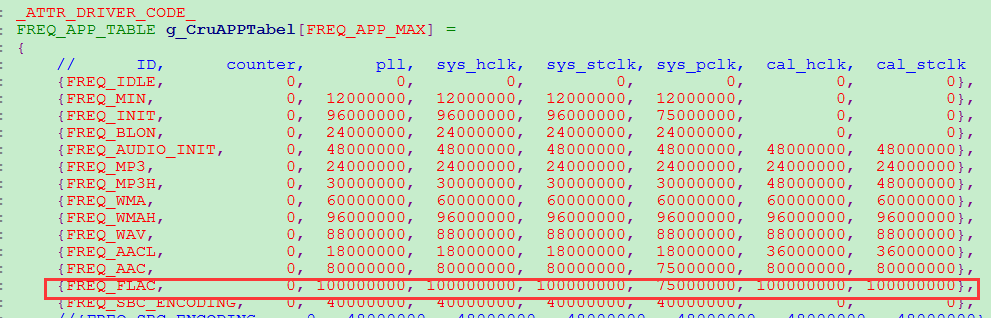 _ATTR_DRIVER_CODE_
FREQ_APP_TABLE g_CruAPPTabel[FREQ_APP_MAX] =
{
// ID, counter, pll, sys_hclk, sys_stclk, sys_pclk, cal_hclk, cal_stclk
{FREQ_IDLE, 0, 0, 0, 0, 0, 0, 0},
{FREQ_MIN, 0, 12000000, 12000000, 12000000, 12000000, 0, 0},
{FREQ_INIT, 0, 96000000, 96000000, 96000000, 75000000, 0, 0},
{FREQ_BLON, 0, 24000000, 24000000, 24000000, 24000000, 0, 0},
{FREQ_AUDIO_INIT, 0, 48000000, 48000000, 48000000, 48000000, 48000000, 48000000},
{FREQ_MP3, 0, 24000000, 24000000, 24000000, 24000000, 24000000, 24000000},
{FREQ_MP3H, 0, 30000000, 30000000, 30000000, 30000000, 48000000, 48000000},
{FREQ_WMA, 0, 60000000, 60000000, 60000000, 60000000, 60000000, 60000000},
{FREQ_WMAH, 0, 96000000, 96000000, 96000000, 96000000, 96000000, 96000000},
{FREQ_WAV, 0, 88000000, 88000000, 88000000, 88000000, 88000000, 88000000},
{FREQ_AACL, 0, 18000000, 18000000, 18000000, 18000000, 36000000, 36000000},
{FREQ_AAC, 0, 80000000, 80000000, 80000000, 75000000, 80000000, 80000000},
{FREQ_FLAC, 0, 100000000, 100000000, 100000000, 75000000, 100000000, 100000000},
{FREQ_SBC_ENCODING, 0, 40000000, 40000000, 40000000, 40000000, 0, 0},